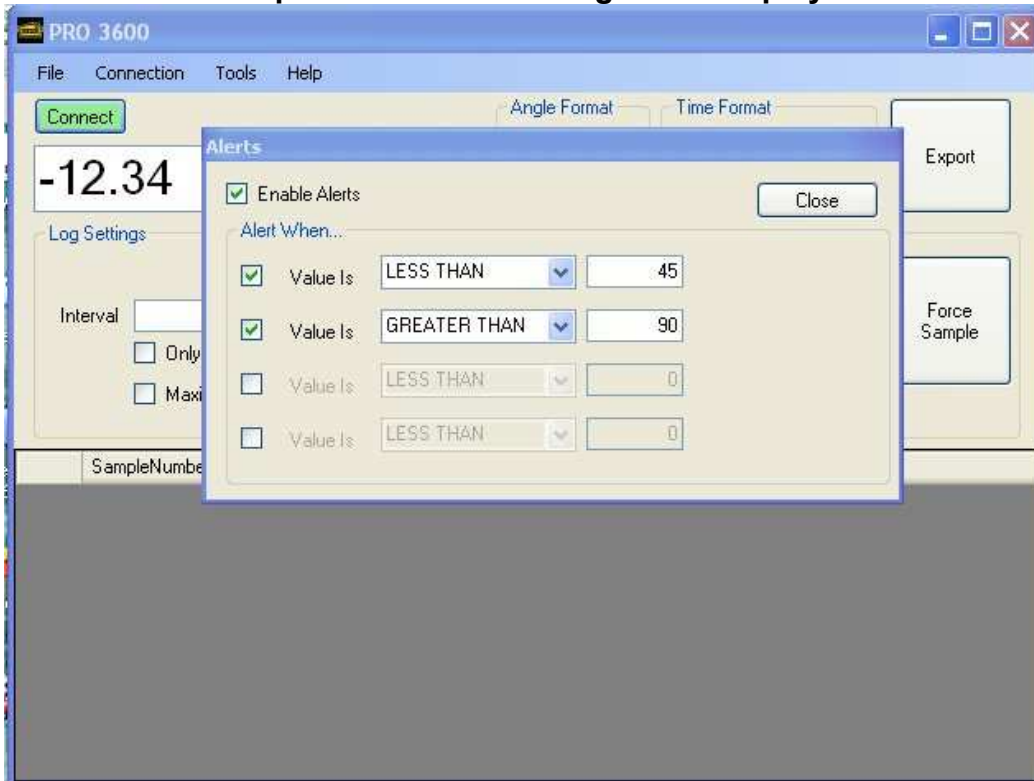 PRO 3600
File Connection Tools Help
Connect
Angle Format
Time Format
Export
-12.34
Alerts
Enable Alerts
Close
Log Settings
Alert When...
Value Is LESS THAN 45
Interval
Value Is GREATER THAN 90
Force
Sample
Only
Value Is LESS THAN 0
Maxi
Value Is LESS THAN 0
SampleNumbe